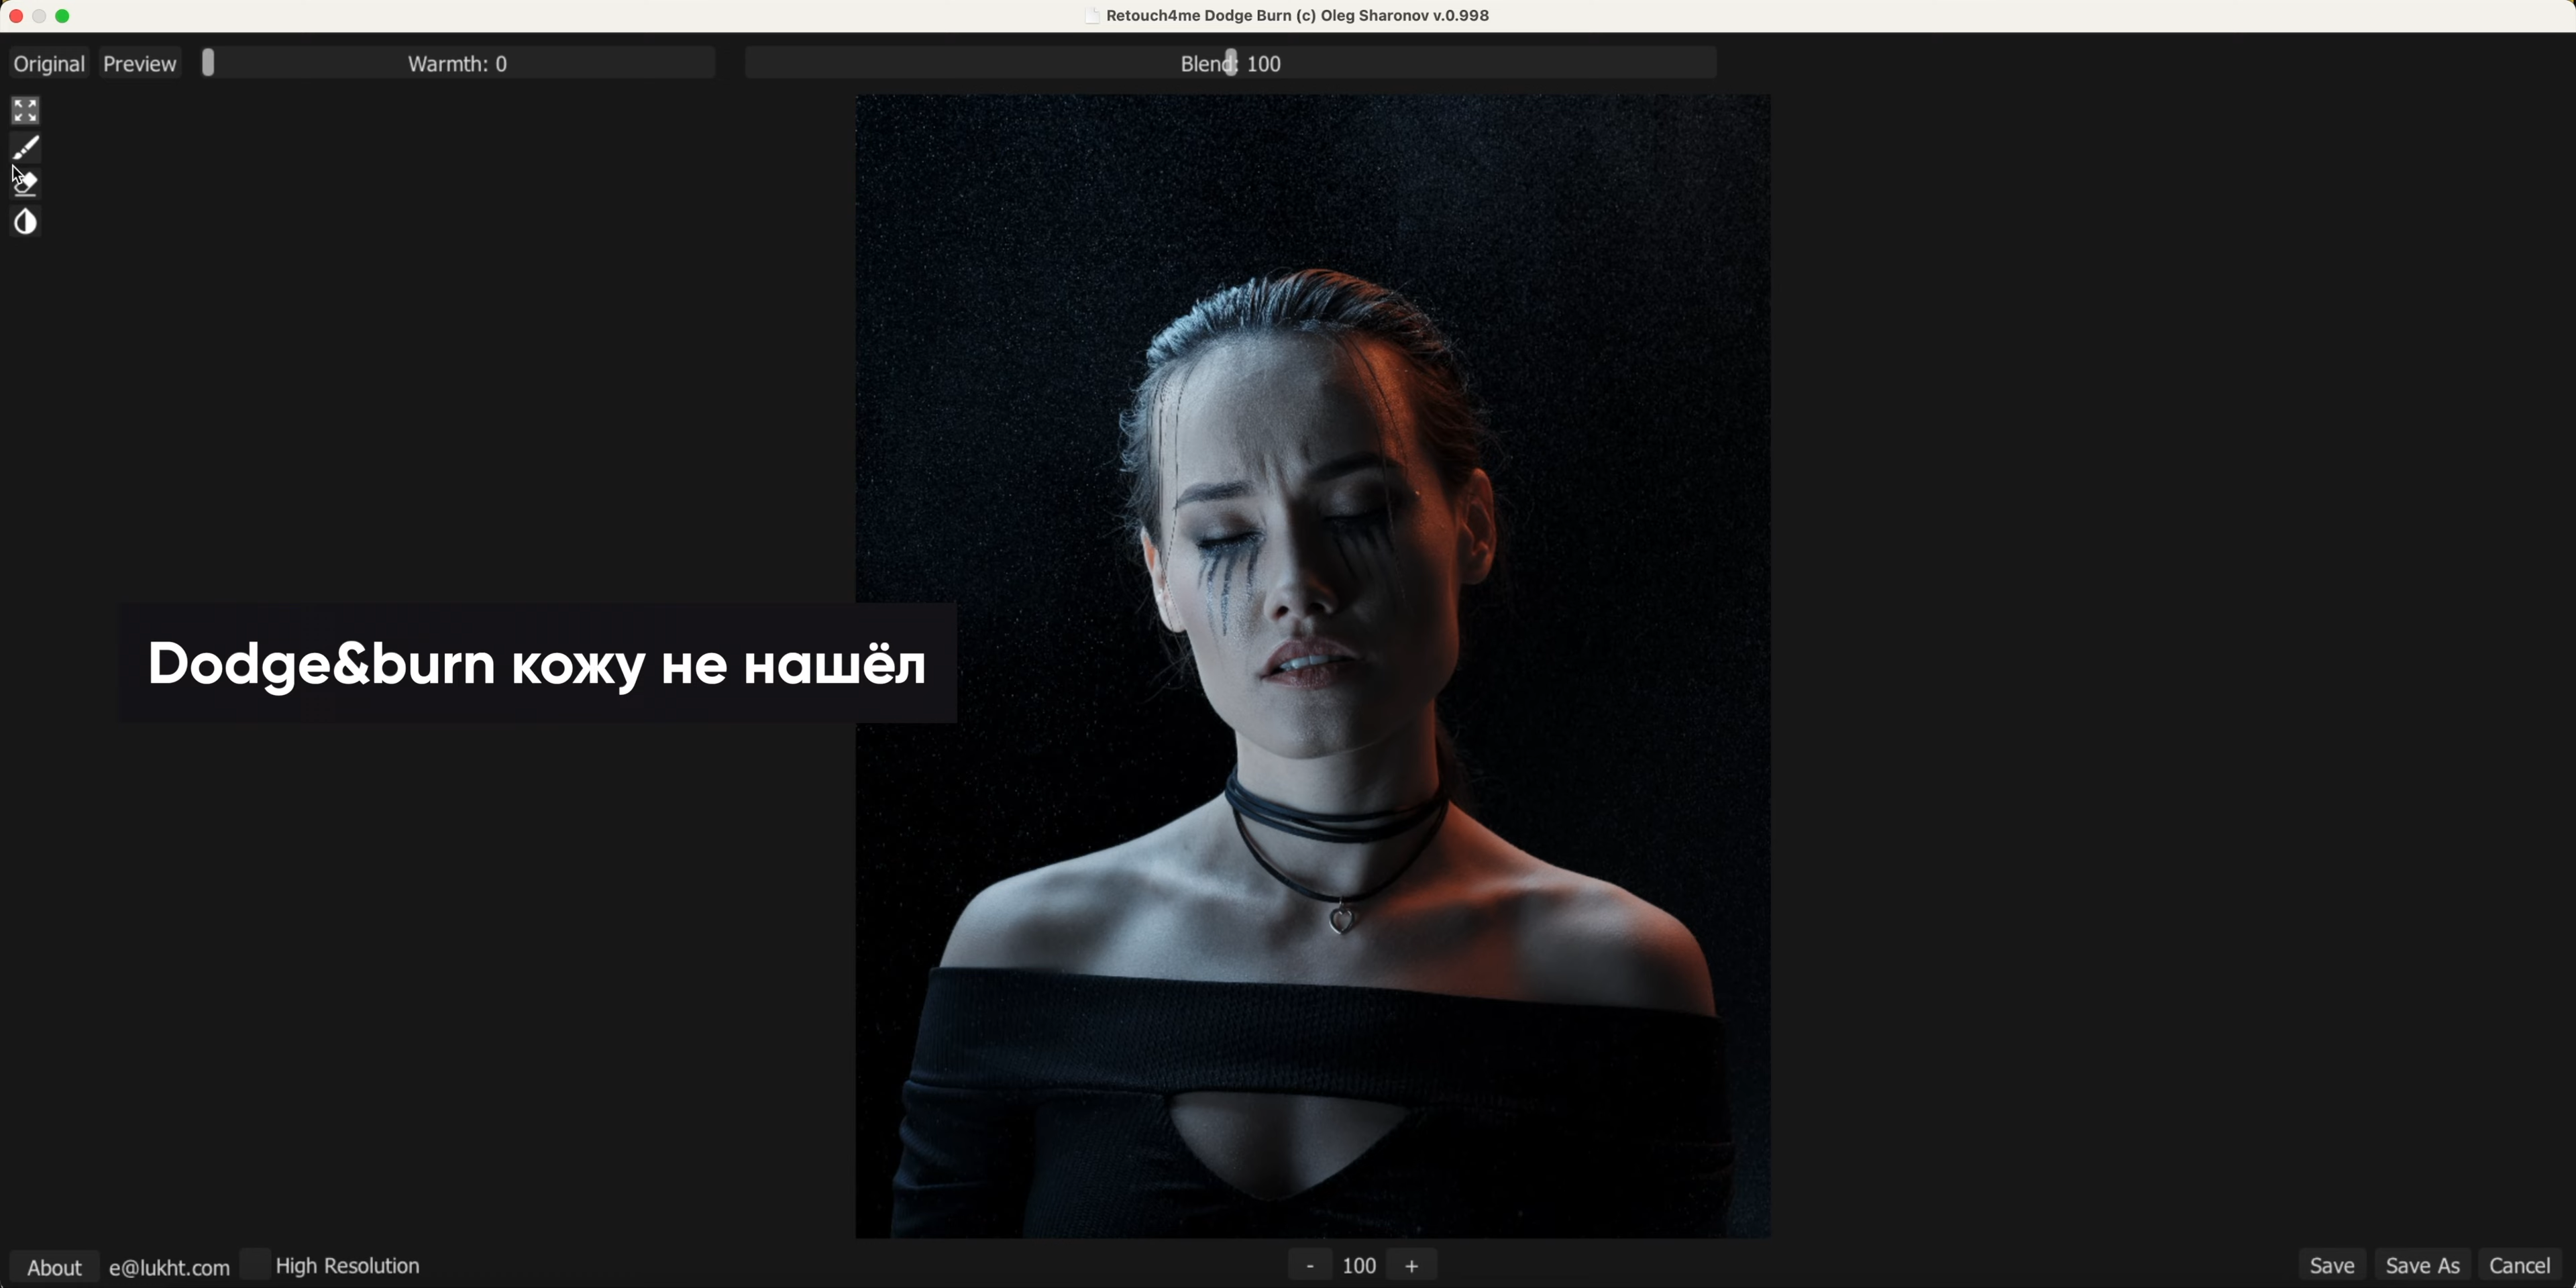 Retouch4me Dodge Burn (c) Oleg Sharonov v.0.998
Original Preview Warmth: 0 Blend: 100
Dodge&burn кожу не нашёл
About e@lukht.com High Resolution - 100 + Save Save As Cancel